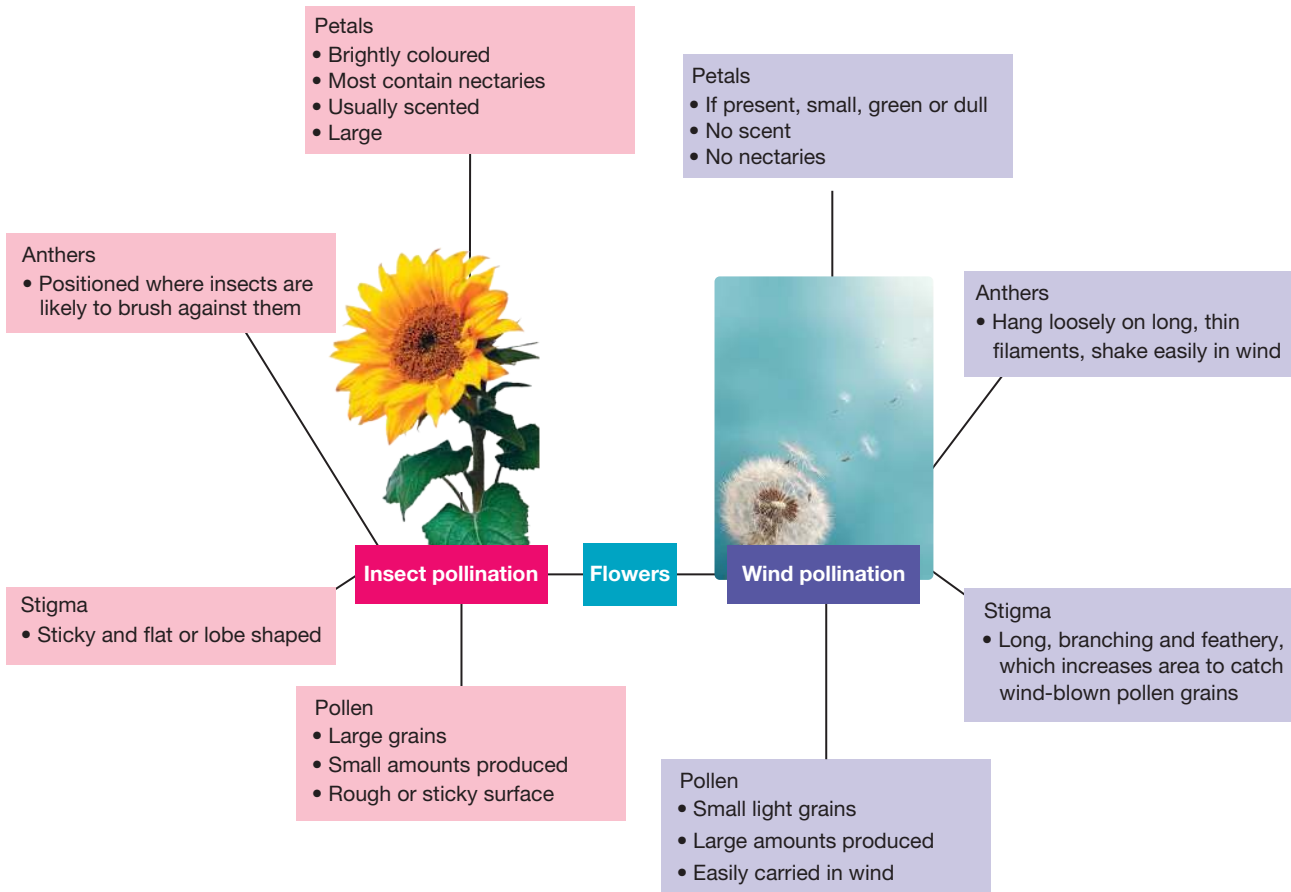 Petals
• Brightly coloured
• Most contain nectaries
• Usually scented
• Large
Petals
• If present, small, green or dull
• No scent
• No nectaries
Anthers
• Positioned where insects are
likely to brush against them
Anthers
• Hang loosely on long, thin
filaments, shake easily in wind
Insect pollination
Flowers
Wind pollination
Stigma
• Sticky and flat or lobe shaped
Stigma
• Long, branching and feathery,
which increases area to catch
wind-blown pollen grains
Pollen
• Large grains
• Small amounts produced
• Rough or sticky surface
Pollen
• Small light grains
• Large amounts produced
• Easily carried in wind